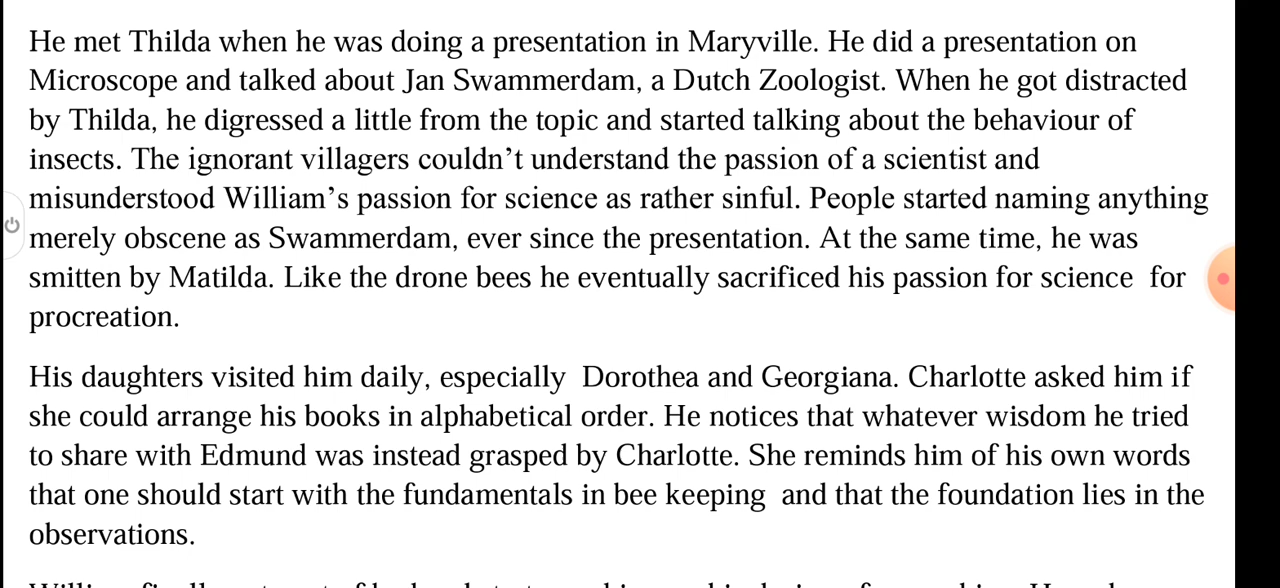 He met Thilda when he was doing a presentation in Maryville. He did a presentation on
Microscope and talked about Jan Swammerdam, a Dutch Zoologist. When he got distracted
by Thilda, he digressed a little from the topic and started talking about the behaviour of
insects. The ignorant villagers couldn’t understand the passion of a scientist and
misunderstood William’s passion for science as rather sinful. People started naming anything
merely obscene as Swammerdam, ever since the presentation. At the same time, he was
smitten by Matilda. Like the drone bees he eventually sacrificed his passion for science  for
procreation.
His daughters visited him daily, especially  Dorothea and Georgiana. Charlotte asked him if
she could arrange his books in alphabetical order. He notices that whatever wisdom he tried
to share with Edmund was instead grasped by Charlotte. She reminds him of his own words
that one should start with the fundamentals in bee keeping  and that the foundation lies in the
observations.